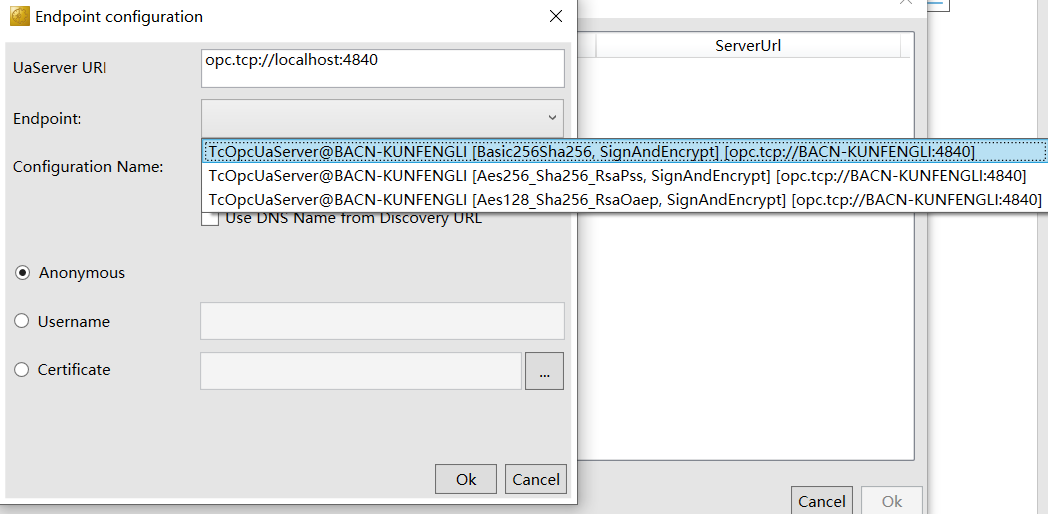 Endpoint configuration
ServerUrl
UaServer URI
opc.tcp://localhost:4840
Endpoint:
TcOpcUaServer@BACN-KUNFENGLI [Basic256Sha256, SignAndEncrypt] [opc.tcp://BACN-KUNFENGLI:4840]
Configuration Name:
TcOpcUaServer@BACN-KUNFENGLI [Aes256_Sha256_RsaPss, SignAndEncrypt] [opc.tcp://BACN-KUNFENGLI:4840]
TcOpcUaServer@BACN-KUNFENGLI [Aes128_Sha256_RsaOaep, SignAndEncrypt] [opc.tcp://BACN-KUNFENGLI:4840]
Use DNS Name from Discovery URL
Anonymous
Username
Certificate
...
Ok
Cancel
Cancel
Ok